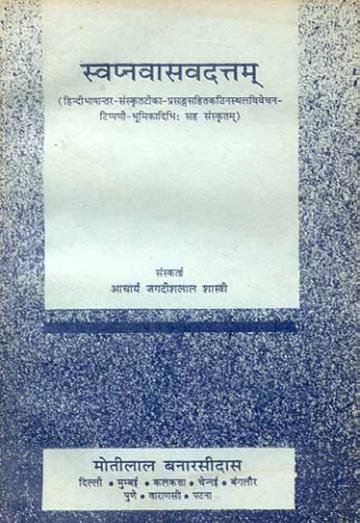 स्वप्नवासवदत्तम्
(हिन्दीभाषान्तर-संस्कृतटीका-प्रसङ्गसहितकठिनस्थलविवेचन-
टिप्पणी-भूमिकादिभिः सह संस्कृतम्)
संस्कर्ता
आचार्य जगदीशलाल शास्त्री
मोतीलाल बनारसीदास
दिल्ली • मुम्बई • कलकत्ता • चेन्नई • बंगलौर
पुणे • वाराणसी • पटना